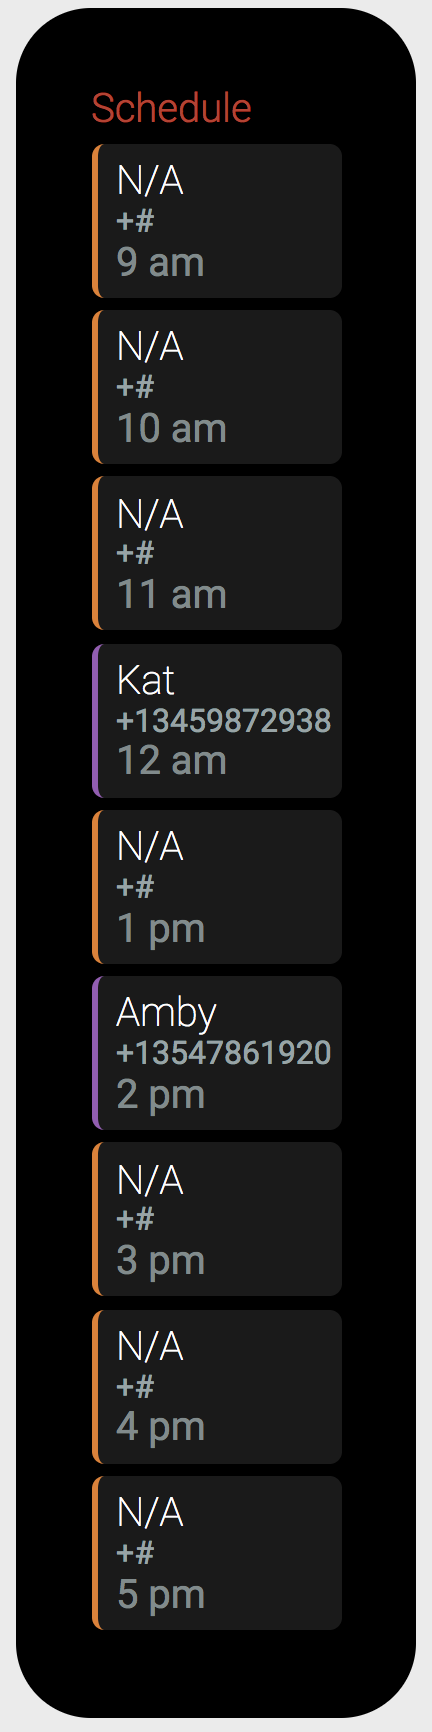 Schedule
N/A
+#
9 am
N/A
+#
10 am
N/A
+#
11 am
Kat
+13459872938
12 am
N/A
+#
1 pm
Amby
+13547861920
2 pm
N/A
+#
3 pm
N/A
+#
4 pm
N/A
+#
5 pm